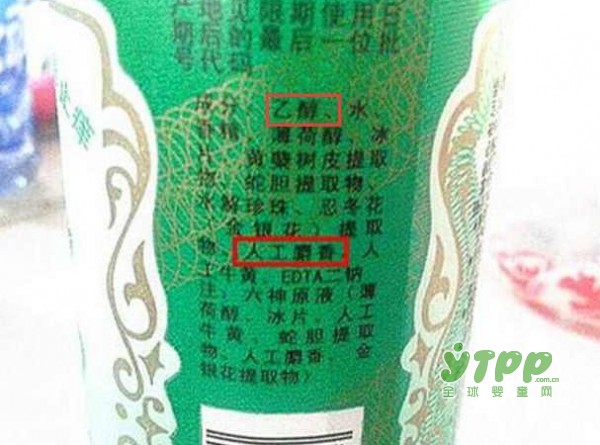 产地见限期使用日
期后的最后一位批
号代码
成分 乙醇、水
香精 薄荷醇 冰
片 黄檗树皮提取
物、蛇胆提取物、
水解珍珠、忍冬花
(金银花)提取
物、人工麝香、人
工牛黄 EDTA二钠
注:六神原液(薄
荷醇、冰片、人工
牛黄、蛇胆提取
物、人工麝香、金
银花提取物)
YTPP
.com.cn
全球婴童网